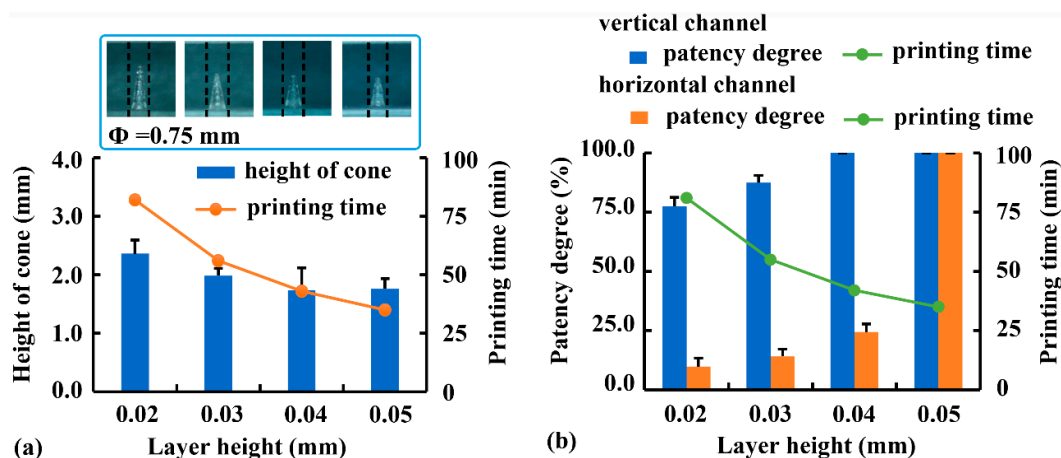 Φ =0.75 mm
height of cone
printing time
4.0
3.0
2.0
1.0
0.0
Height of cone (mm)
100
75
50
25
0
Printing time (min)
0.02 0.03 0.04 0.05
Layer height (mm)
(a)
vertical channel
patency degree printing time
horizontal channel
patency degree printing time
100.0
75.0
50.0
25.0
0.0
Patency degree (%)
100
75
50
25
0
Printing time (min)
0.02 0.03 0.04 0.05
Layer height (mm)
(b)